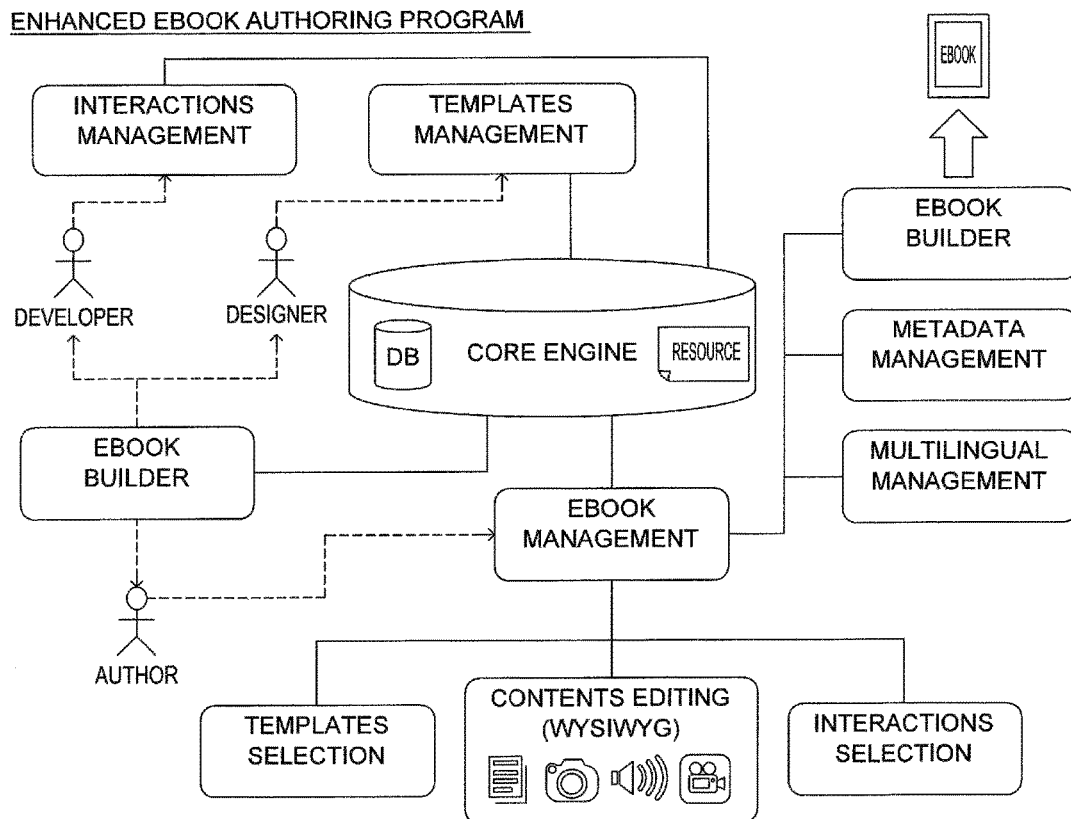 ENHANCED EBOOK AUTHORING PROGRAM
EBOOK
INTERACTIONS
MANAGEMENT
TEMPLATES
MANAGEMENT
EBOOK
BUILDER
DEVELOPER
DESIGNER
DB
CORE ENGINE
RESOURCE
METADATA
MANAGEMENT
EBOOK
BUILDER
MULTILINGUAL
MANAGEMENT
EBOOK
MANAGEMENT
AUTHOR
TEMPLATES
SELECTION
CONTENTS EDITING
(WYSIWYG)
INTERACTIONS
SELECTION